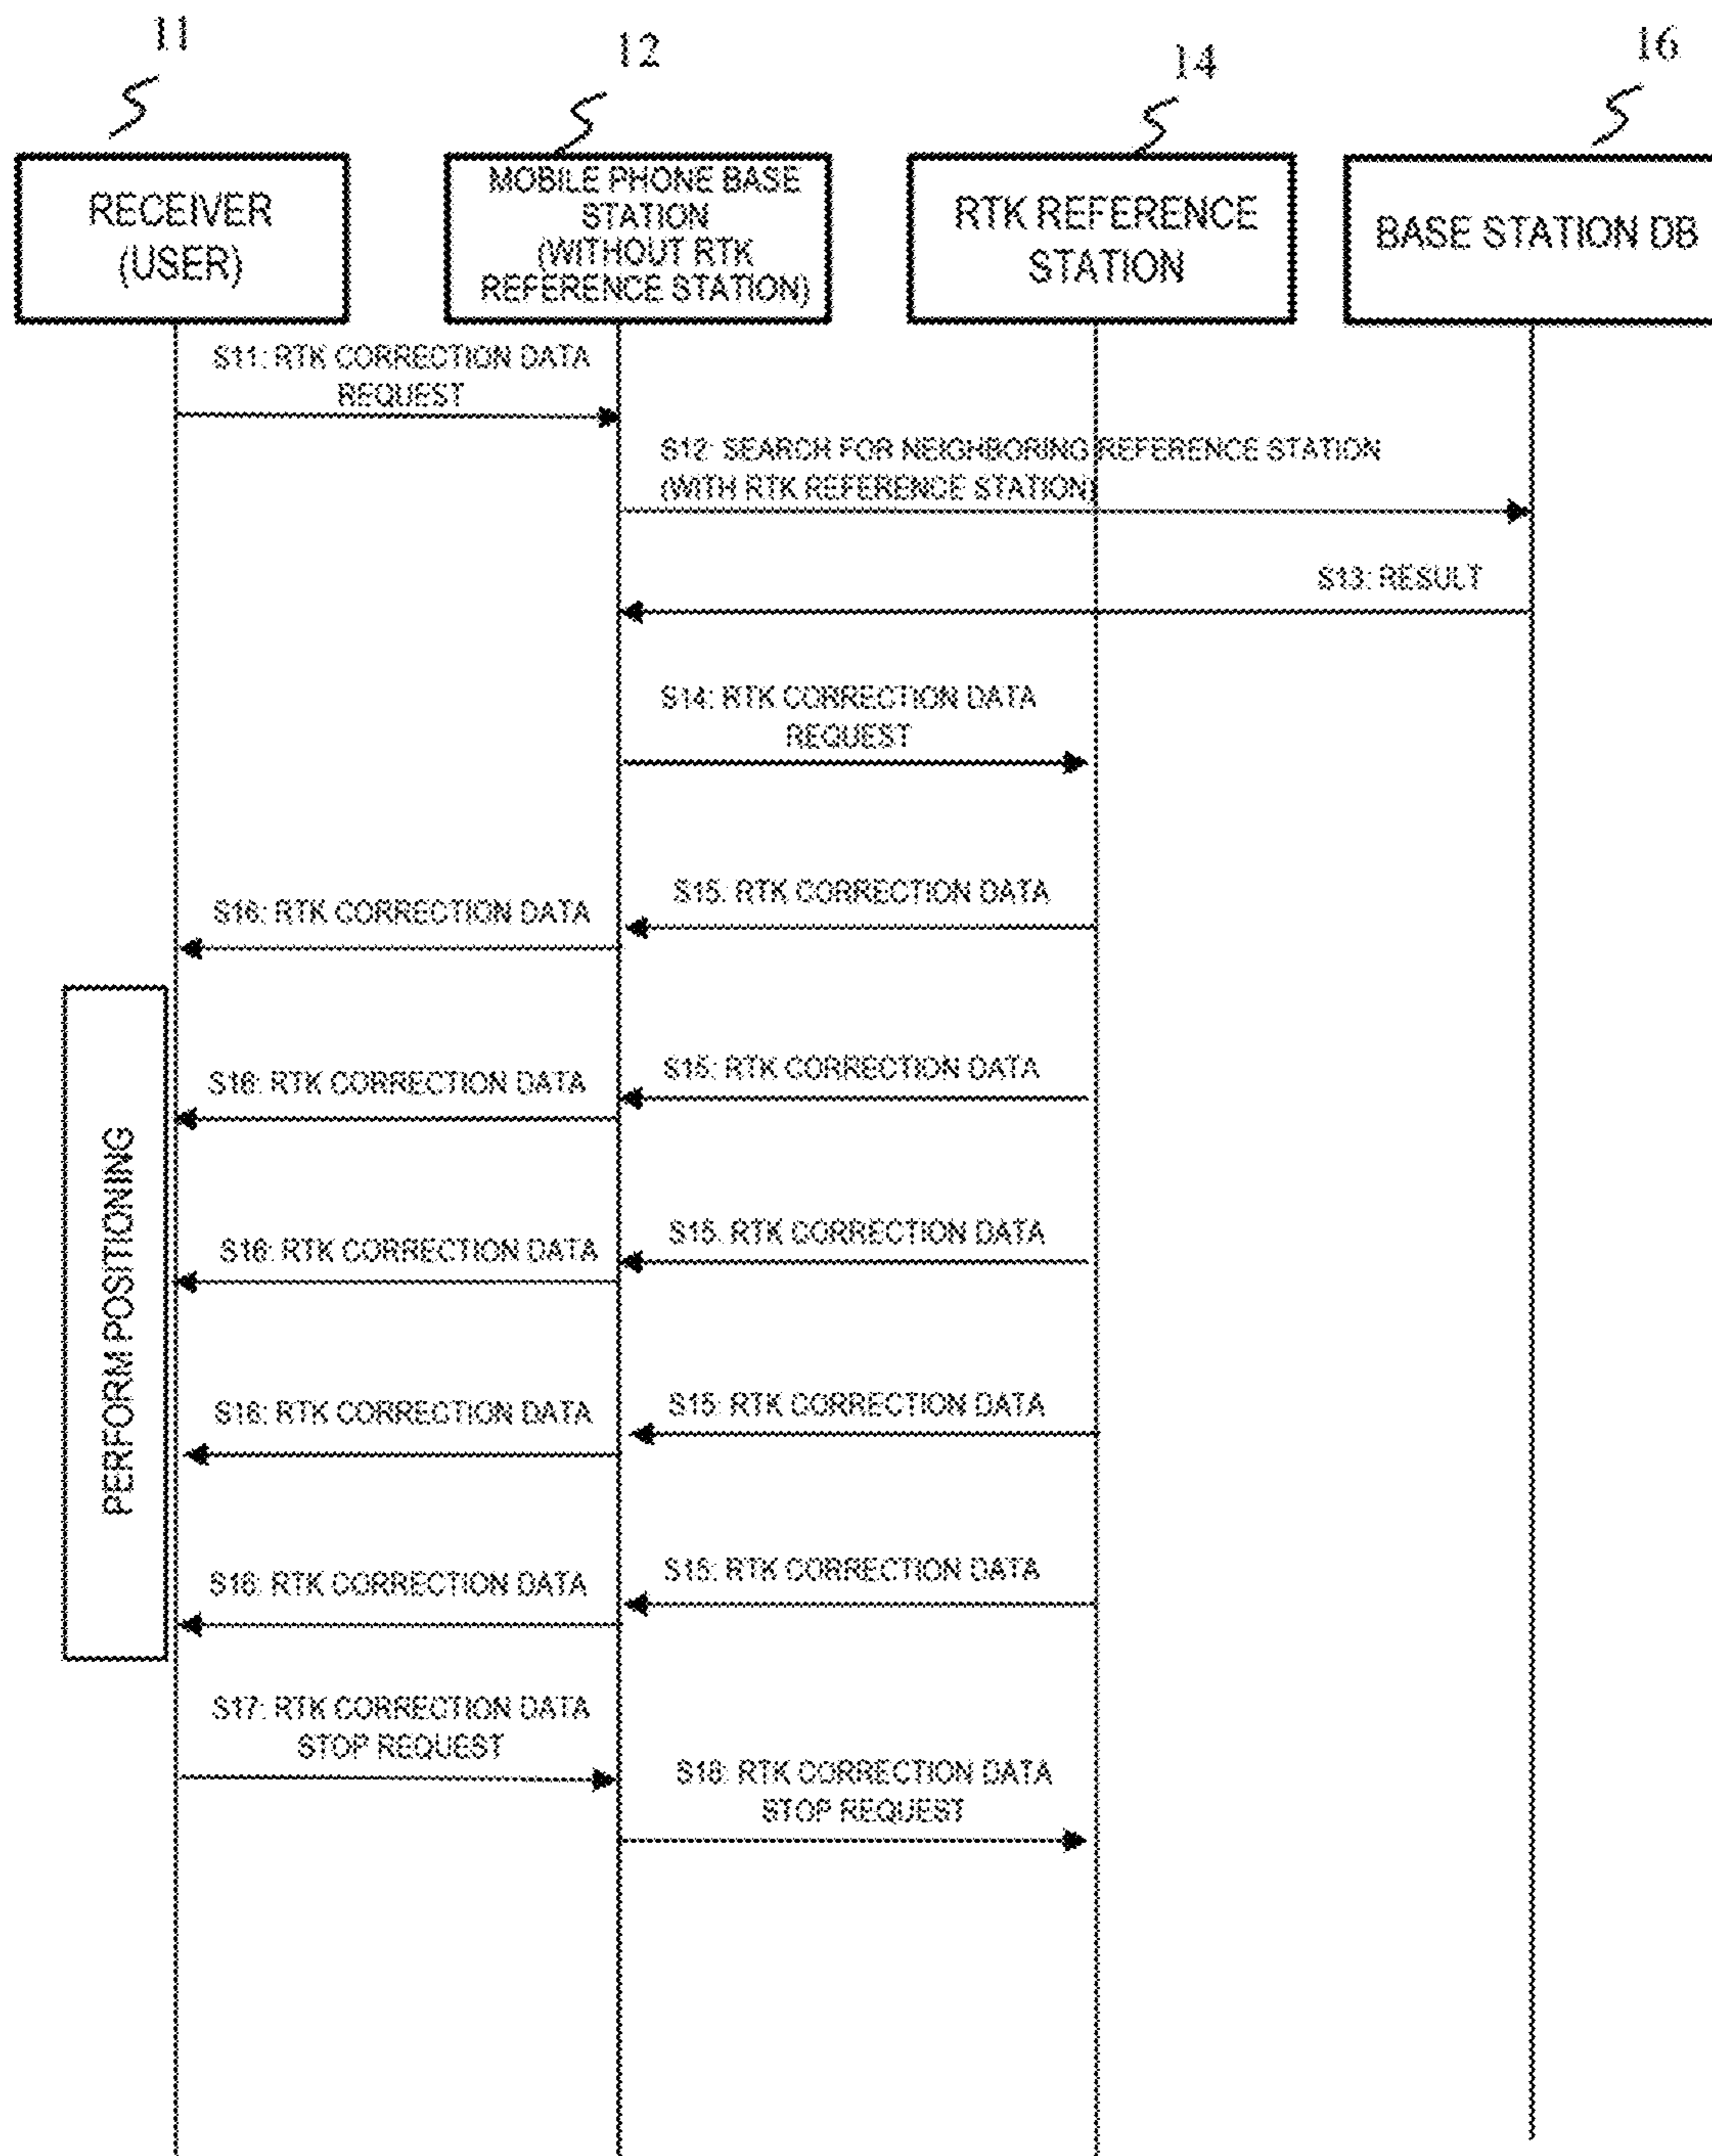 11
12
14
16
RECEIVER
(USER)
MOBILE PHONE BASE
STATION
(WITHOUT RTK
REFERENCE STATION)
RTK REFERENCE
STATION
BASE STATION DB
S11: RTK CORRECTION DATA
REQUEST
S12: SEARCH FOR NEIGHBORING REFERENCE STATION
(WITH RTK REFERENCE STATION)
S13: RESULT
S14: RTK CORRECTION DATA
REQUEST
S15: RTK CORRECTION DATA
S16: RTK CORRECTION DATA
PERFORM POSITIONING
S15: RTK CORRECTION DATA
S16: RTK CORRECTION DATA
S15: RTK CORRECTION DATA
S16: RTK CORRECTION DATA
S15: RTK CORRECTION DATA
S16: RTK CORRECTION DATA
S15: RTK CORRECTION DATA
S16: RTK CORRECTION DATA
S17: RTK CORRECTION DATA
STOP REQUEST
S18: RTK CORRECTION DATA
STOP REQUEST